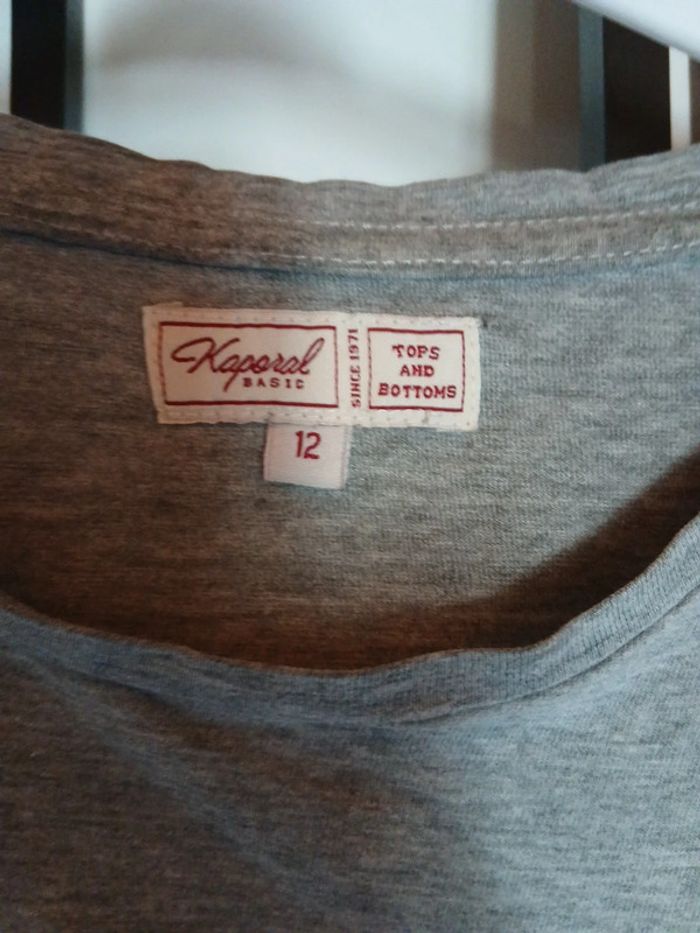 Kaporal
BASIC
SINCE 1971
TOPS
AND
BOTTOMS
12